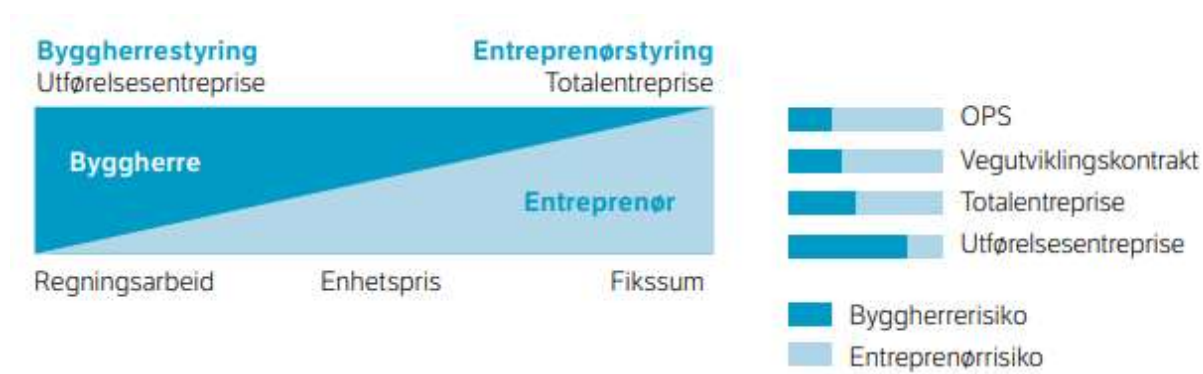 Byggherrestyring
Utførelsesentreprise
Entreprenørstyring
Totalentreprise
Byggherre
Entreprenør
Regningsarbeid
Enhetspris
Fikssum
OPS
Vegutviklingskontrakt
Totalentreprise
Utførelsesentreprise
Byggherrerisiko
Entreprenørrisiko